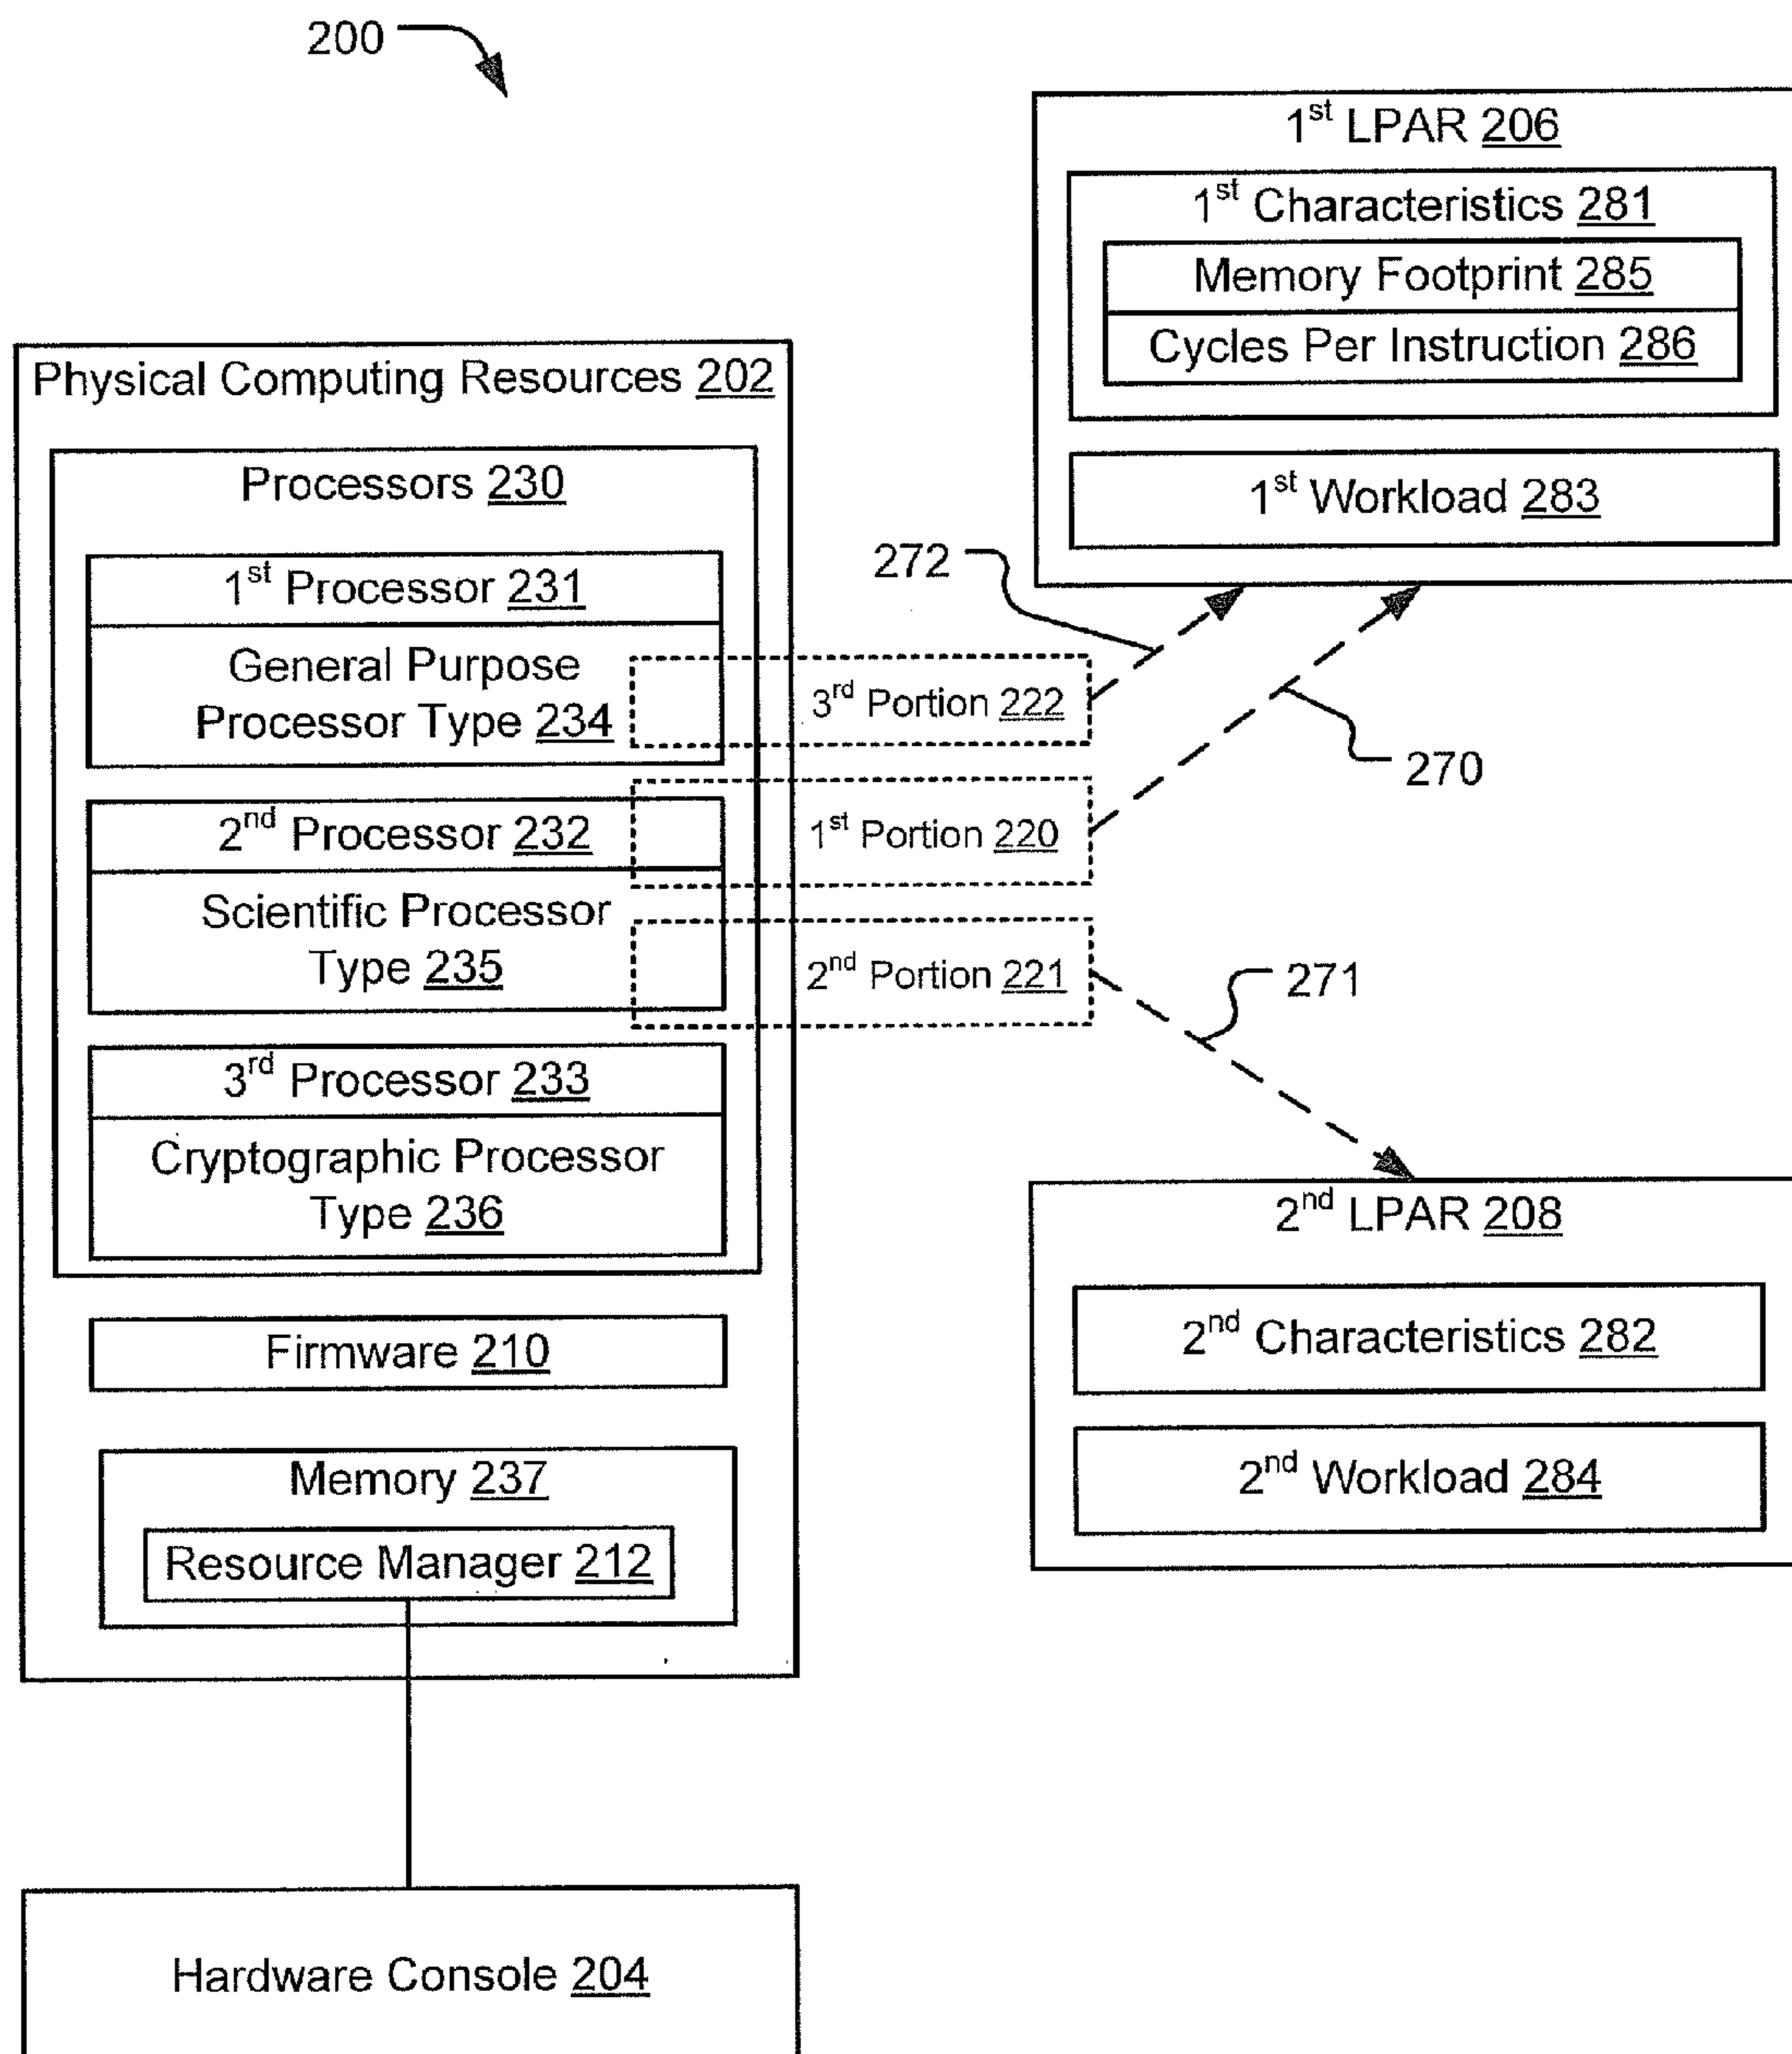 200
1st LPAR 206
1st Characteristics 281
Memory Footprint 285
Cycles Per Instruction 286
1st Workload 283
Physical Computing Resources 202
Processors 230
1st Processor 231
General Purpose
Processor Type 234
2nd Processor 232
Scientific Processor
Type 235
3rd Processor 233
Cryptographic Processor
Type 236
Firmware 210
Memory 237
Resource Manager 212
272
3rd Portion 222
270
1st Portion 220
2nd Portion 221
271
2nd LPAR 208
2nd Characteristics 282
2nd Workload 284
Hardware Console 204